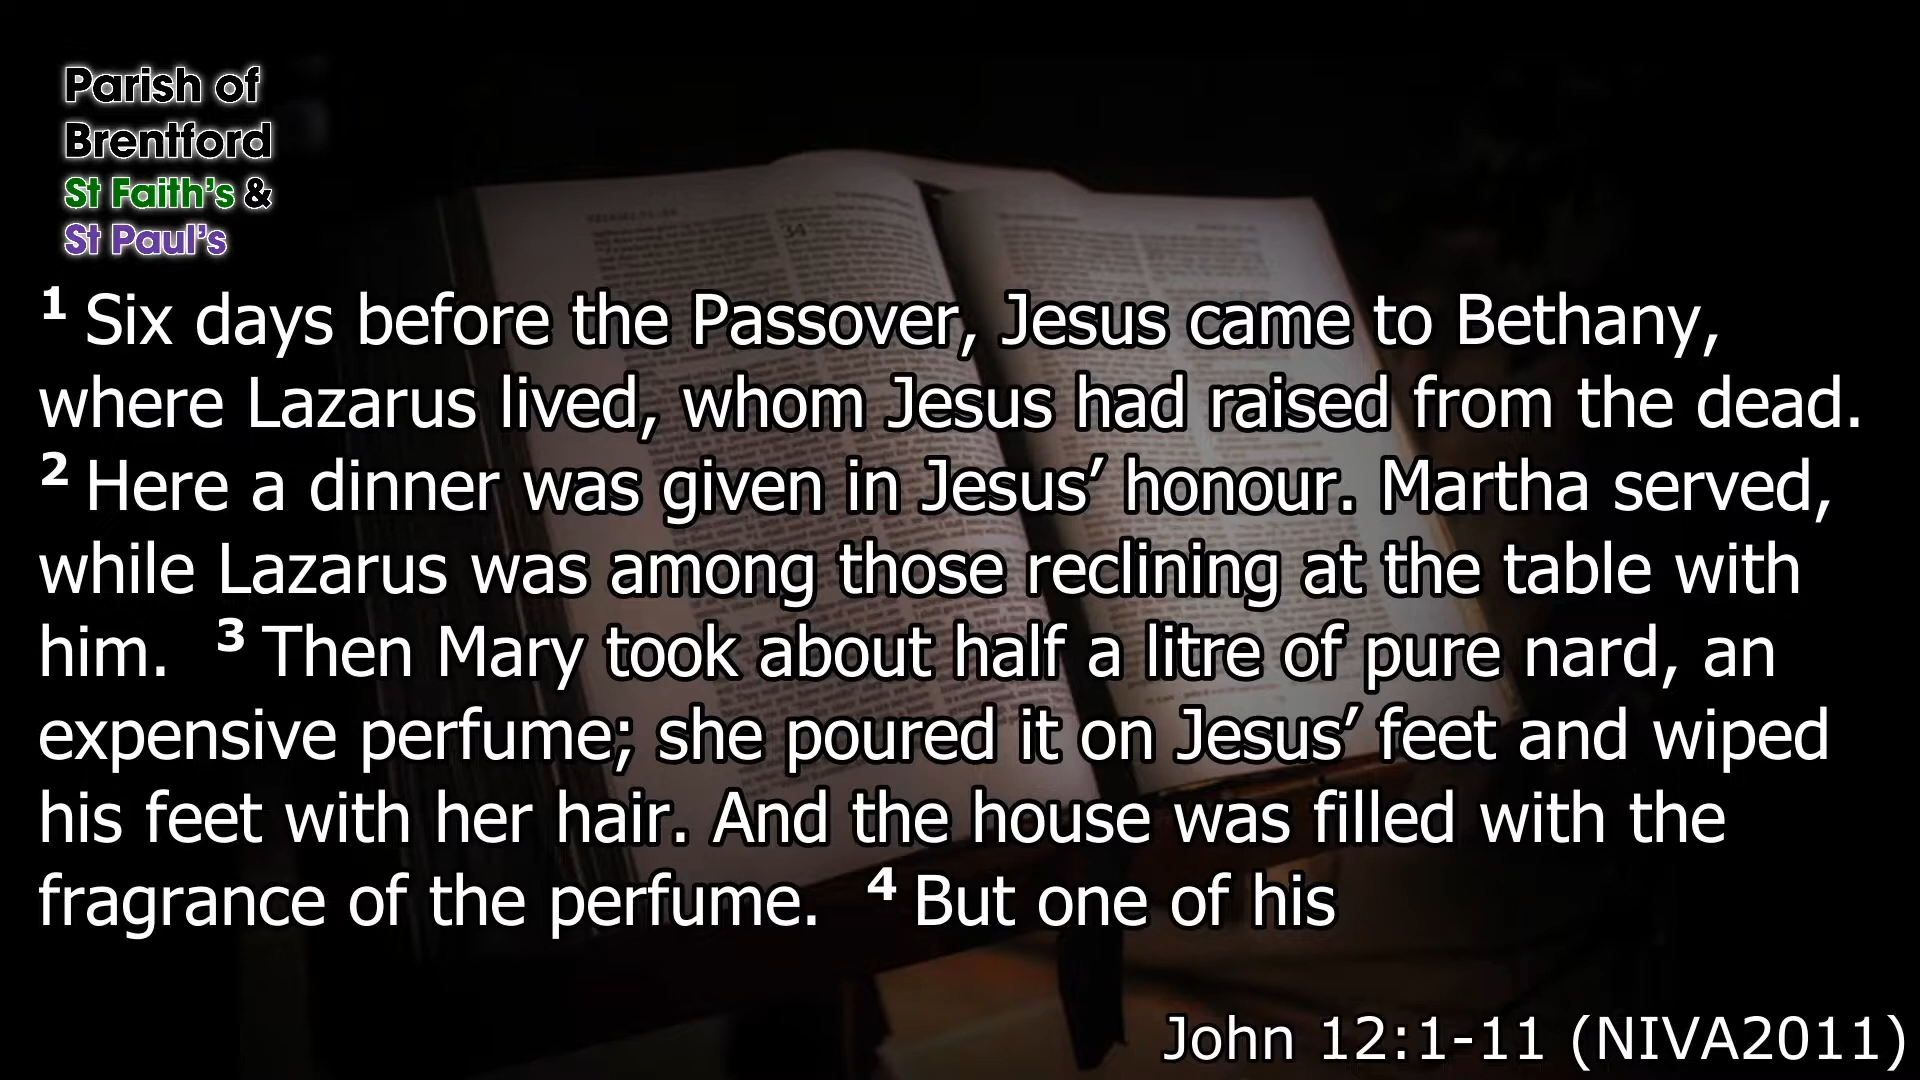 Parish of
Brentford
St Faith's &
St Paul's
1 Six days before the Passover, Jesus came to Bethany,
where Lazarus lived, whom Jesus had raised from the dead.
2 Here a dinner was given in Jesus’ honour. Martha served,
while Lazarus was among those reclining at the table with
him. 3 Then Mary took about half a litre of pure nard, an
expensive perfume; she poured it on Jesus’ feet and wiped
his feet with her hair. And the house was filled with the
fragrance of the perfume. 4 But one of his
John 12:1-11 (NIVA2011)